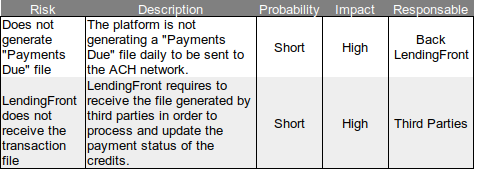 Risk Description Probability Impact Responsable
Does not generate "Payments Due" file
The platform is not generating a "Payments Due" file daily to be sent to the ACH network.
Short
High
Back LendingFront
LendingFront does not receive the transaction file
LendingFront requires to receive the file generated by third parties in order to process and update the payment status of the credits.
Short
High
Third Parties